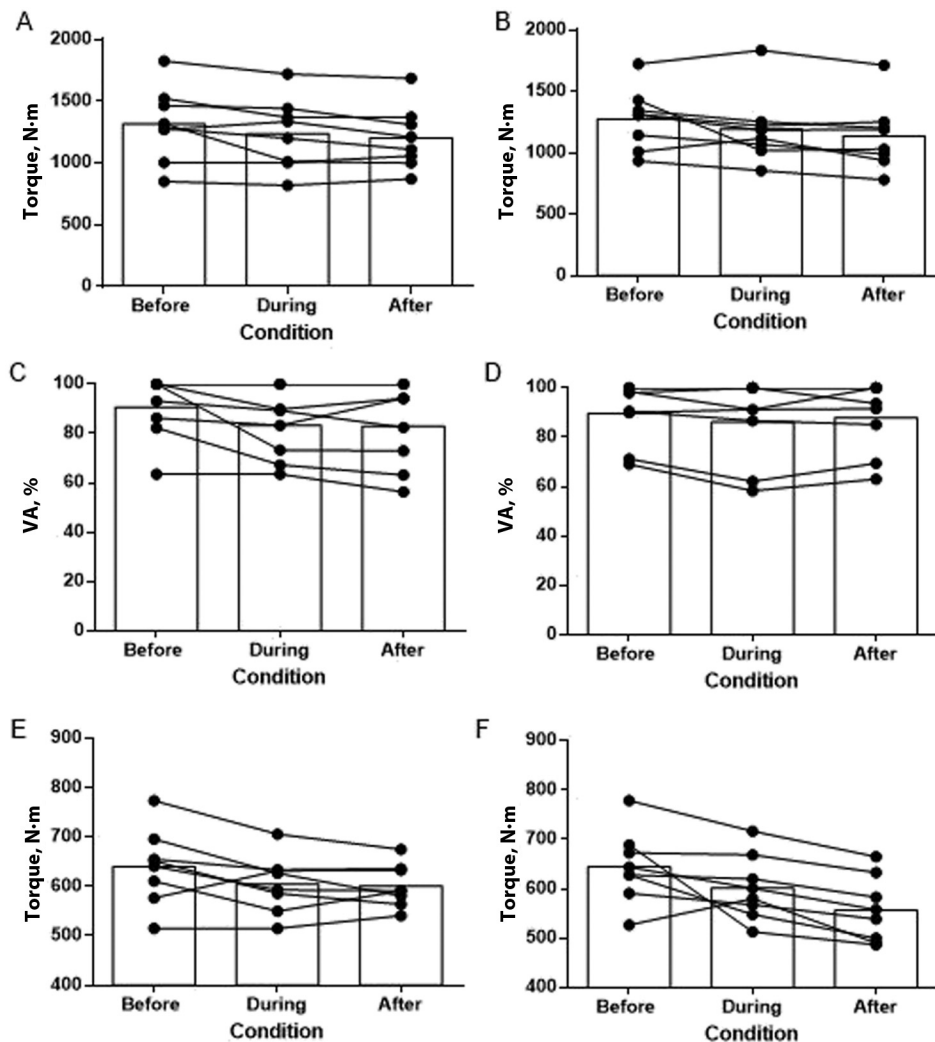 A
Torque, N·m
2000
1500
1000
500
0
Before During After
Condition
B
Torque, N·m
2000
1500
1000
500
0
Before During After
Condition
C
VA, %
100
80
60
40
20
0
Before During After
Condition
D
VA, %
100
80
60
40
20
0
Before During After
Condition
E
Torque, N·m
900
800
700
600
500
400
Before During After
Condition
F
Torque, N·m
900
800
700
600
500
400
Before During After
Condition